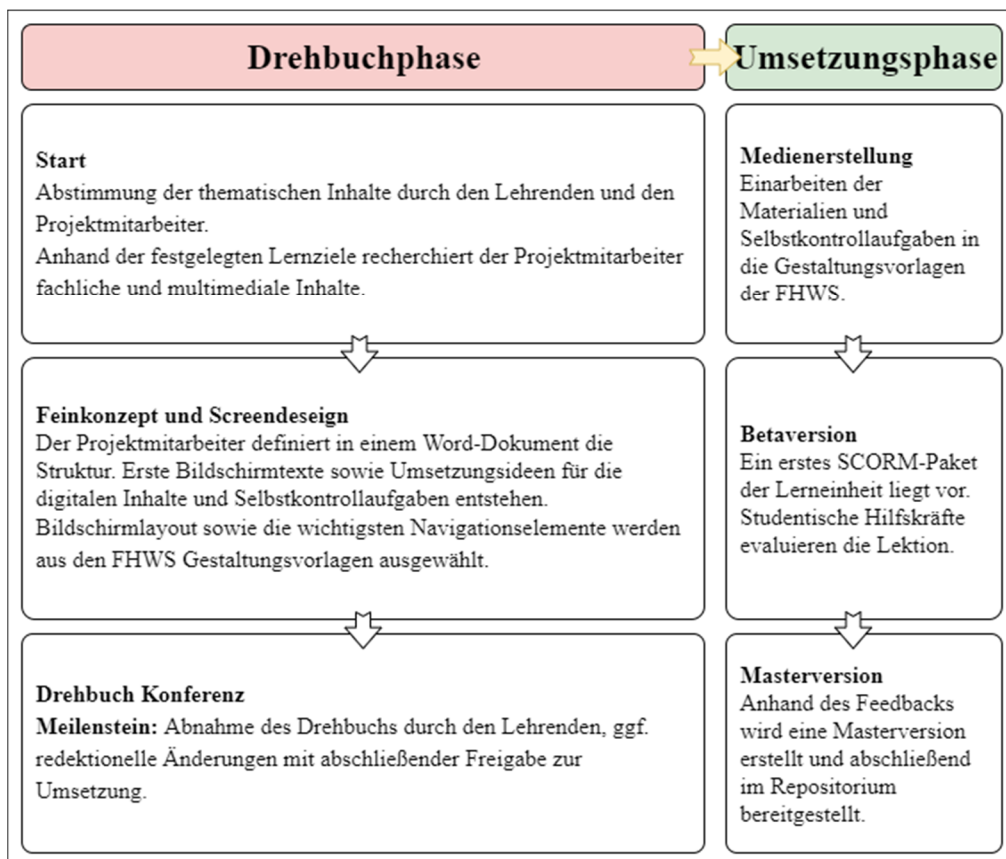 Drehbuchphase
Umsetzungsphase
Start
Abstimmung der thematischen Inhalte durch den Lehrenden und den
Projektmitarbeiter.
Anhand der festgelegten Lernziele recherchiert der Projektmitarbeiter
fachliche und multimediale Inhalte.
Feinkonzept und Screendeseign
Der Projektmitarbeiter definiert in einem Word-Dokument die
Struktur. Erste Bildschirmtexte sowie Umsetzungsideen für die
digitalen Inhalte und Selbstkontrollaufgaben entstehen.
Bildschirmlayout sowie die wichtigsten Navigationselemente werden
aus den FHWS Gestaltungsvorlagen ausgewählt.
Drehbuch Konferenz
Meilenstein: Abnahme des Drehbuchs durch den Lehrenden, ggf.
redektionelle Änderungen mit abschließender Freigabe zur
Umsetzung.
Medienerstellung
Einarbeiten der
Materialien und
Selbstkontrollaufgaben in
die Gestaltungsvorlagen
der FHWS.
Betaversion
Ein erstes SCORM-Paket
der Lerneinheit liegt vor.
Studentische Hilfskräfte
evaluieren die Lektion.
Masterversion
Anhand des Feedbacks
wird eine Masterversion
erstellt und abschließend
im Repositorium
bereitgestellt.